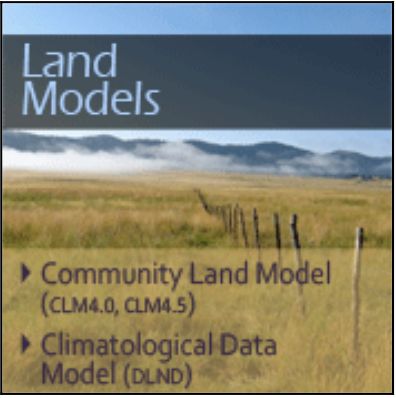 Land
Models
Community Land Model
(CLM4.0, CLM4.5)
Climatological Data
Model (DLND)